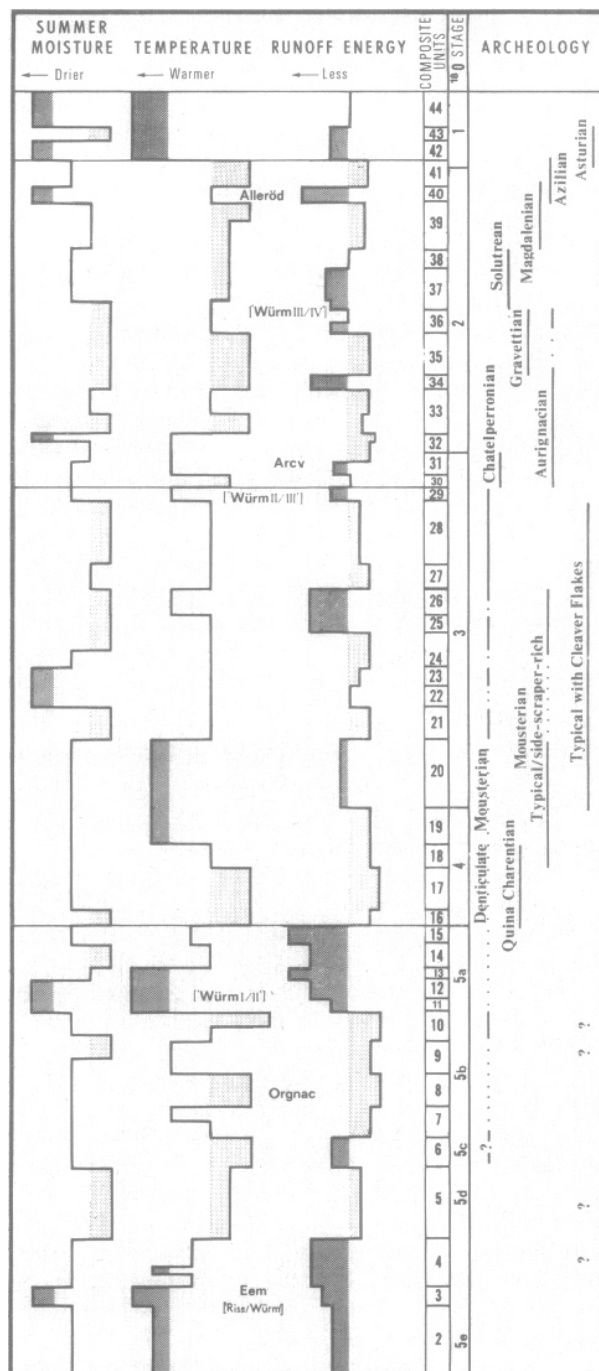 SUMMER MOISTURE
TEMPERATURE
RUNOFF ENERGY
COMPOSITE UNITS
18O STAGE
ARCHEOLOGY
← Drier
← Warmer
← Less
44
43
42
41
40
39
38
37
36
35
34
33
32
31
30
29
28
27
26
25
24
23
22
21
20
19
18
17
16
15
14
13
12
11
10
9
8
7
6
5
4
3
2
1
2
3
4
5a
5b
5c
5d
5e
Alleröd
[Würm III/IV]
Arcy
['Würm II/III']
['Würm I/II']
Orgnac
Eem
[Riss/Würm]
Asturian
Azilian
Magdalenian
Solutrean
Gravettian
Aurignacian
Chatelperronian
Denticulate Mousterian
Quina Charentian
Mousterian
Typical/side-scraper-rich
Typical with Cleaver Flakes
?
?
?
?
?